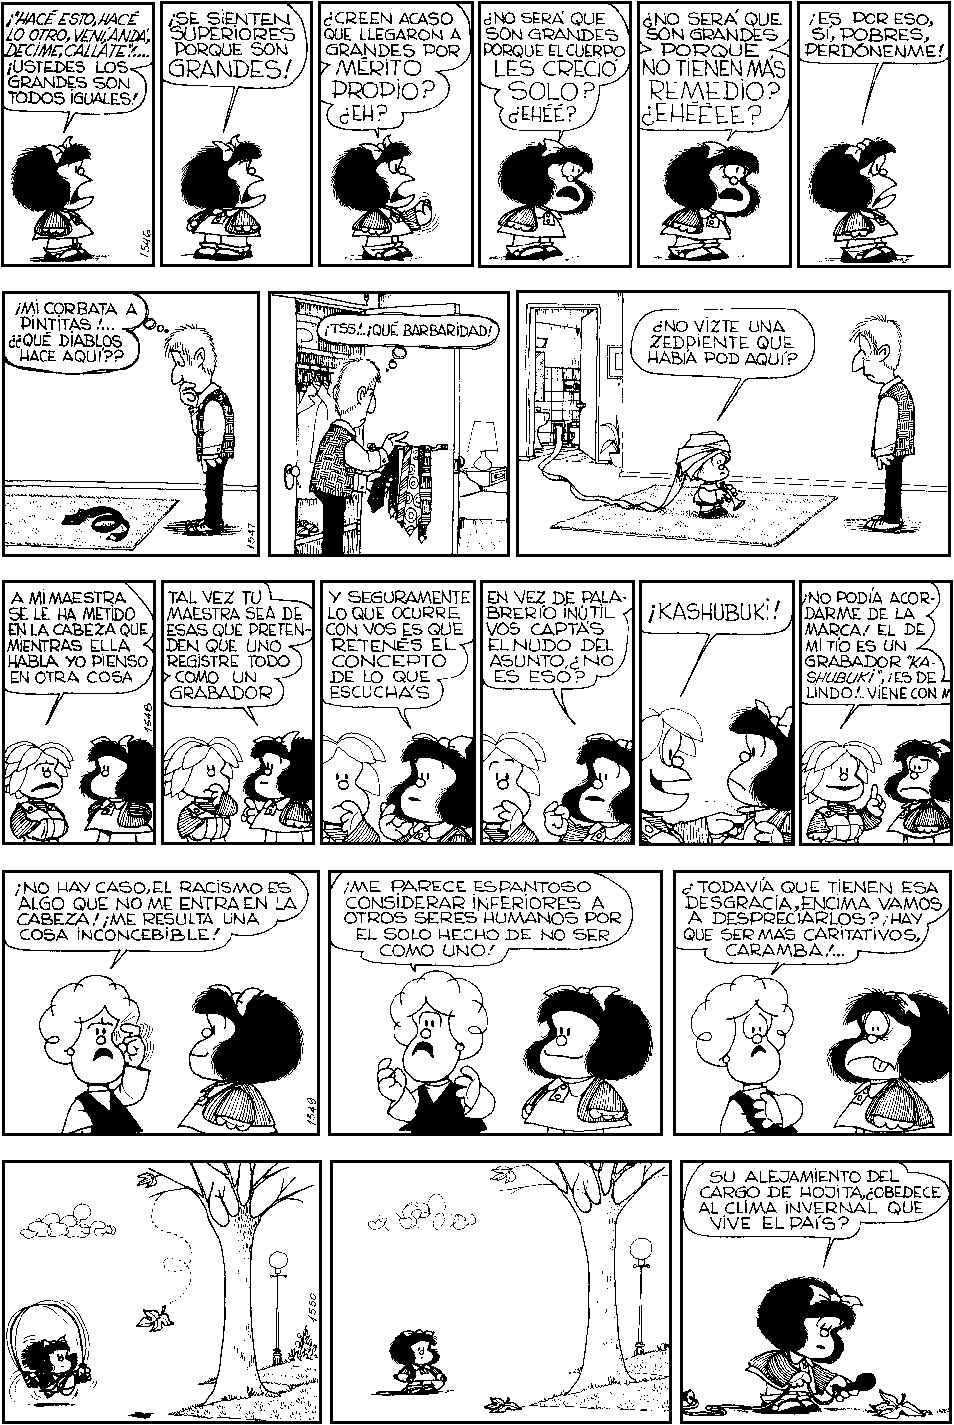 ¡"HACÉ ESTO, HACÉ
LO OTRO, VENÍ, ANDÁ,
DECIME, CALLATE"!....
¡USTEDES LOS
GRANDES SON
TODOS IGUALES!
1546
¡SE SIENTEN
SUPERIORES
PORQUE SON
GRANDES!
¿CREEN ACASO
QUE LLEGARON A
GRANDES POR
MÉRITO
PROPIO?
¿EH?
¿NO SERÁ QUE
SON GRANDES
PORQUE EL CUERPO
LES CRECIÓ
SOLO?
¿EHÉÉ?
¿NO SERÁ QUE
SON GRANDES
PORQUE
NO TIENEN MÁS
REMEDIO?
¿EHÉÉÉÉ?
¡ES POR ESO,
SÍ, POBRES,
PERDÓNENME!
¡MI CORBATA A
PINTITAS!...
¿¿QUÉ DIABLOS
HACE AQUÍ??
1547
¡TSS!..¡QUÉ BARBARIDAD!
¿NO VIZTE UNA
ZEDPIENTE QUE
HABÍA POD AQUÍ?
A MI MAESTRA
SE LE HA METIDO
EN LA CABEZA QUE
MIENTRAS ELLA
HABLA YO PIENSO
EN OTRA COSA
1548
TAL VEZ TU
MAESTRA SEA DE
ESAS QUE PRETEN-
DEN QUE UNO
REGISTRE TODO
COMO UN
GRABADOR
Y SEGURAMENTE
LO QUE OCURRE
CON VOS ES QUE
RETENÉS EL
CONCEPTO
DE LO QUE
ESCUCHÁS
EN VEZ DE PALA-
BRERÍO INÚTIL
VOS CAPTÁS
EL NUDO DEL
ASUNTO, ¿NO
ES ESO?
¡KASHUBUKI!
¡NO PODÍA ACOR-
DARME DE LA
MARCA! EL DE
MI TÍO ES UN
GRABADOR "KA-
SHUBUKI", ¡ES DE
LINDO!. VIENE CON M
¡NO HAY CASO, EL RACISMO ES
ALGO QUE NO ME ENTRA EN LA
CABEZA! ¡ME RESULTA UNA
COSA INCONCEBIBLE!
1549
¡ME PARECE ESPANTOSO
CONSIDERAR INFERIORES A
OTROS SERES HUMANOS POR
EL SOLO HECHO DE NO SER
COMO UNO!
¿TODAVÍA QUE TIENEN ESA
DESGRACIA, ENCIMA VAMOS
A DESPRECIARLOS? ¡HAY
QUE SER MÁS CARITATIVOS,
CARAMBA!...
1550
SU ALEJAMIENTO DEL
CARGO DE HOJITA, ¿OBEDECE
AL CLIMA INVERNAL QUE
VIVE EL PAÍS?